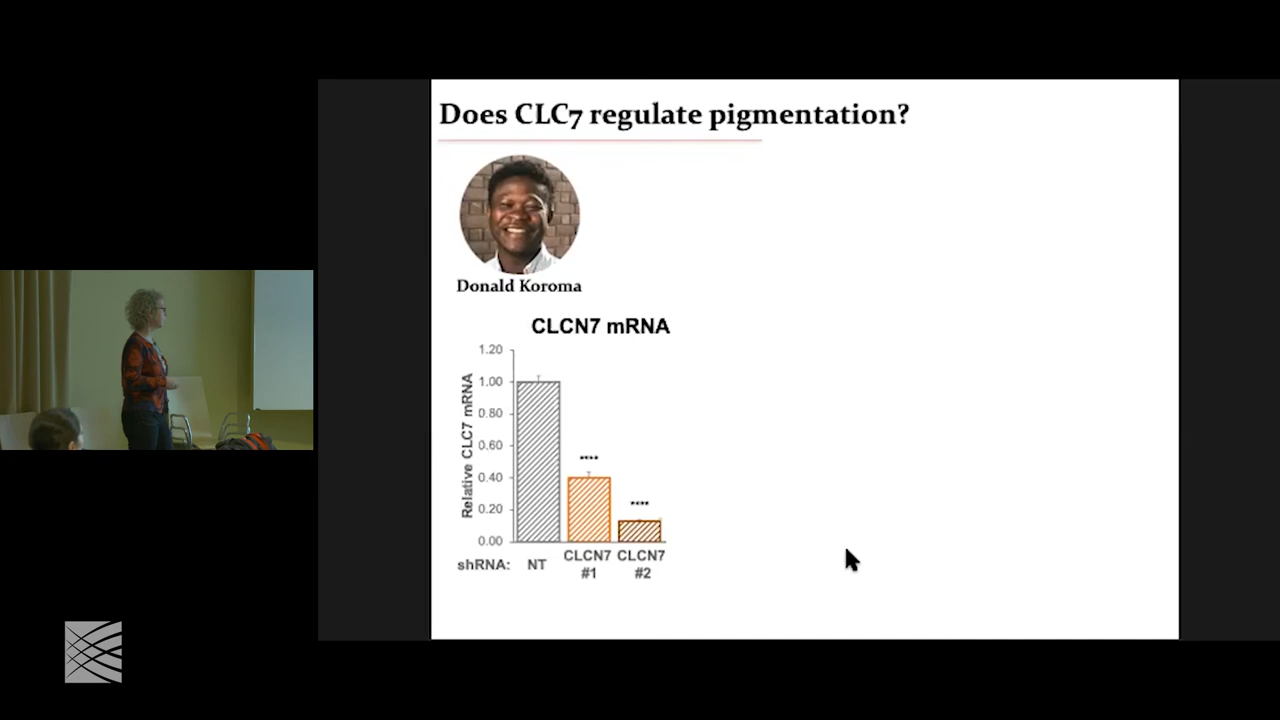 Does CLC7 regulate pigmentation?
Donald Koroma
CLCN7 mRNA
Relative CLC7 mRNA
1.20
1.00
0.80
0.60
0.40
0.20
0.00
****
****
shRNA: NT CLCN7 #1 CLCN7 #2